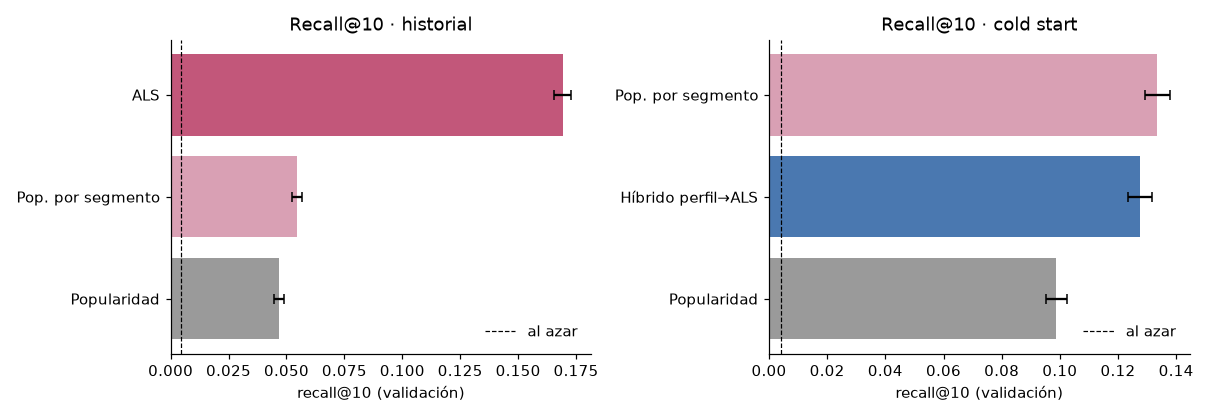 Recall@10 · historial
ALS
Pop. por segmento
Popularidad
al azar
0.000 0.025 0.050 0.075 0.100 0.125 0.150 0.175
recall@10 (validación)
Recall@10 · cold start
Pop. por segmento
Híbrido perfil→ALS
Popularidad
al azar
0.00 0.02 0.04 0.06 0.08 0.10 0.12 0.14
recall@10 (validación)